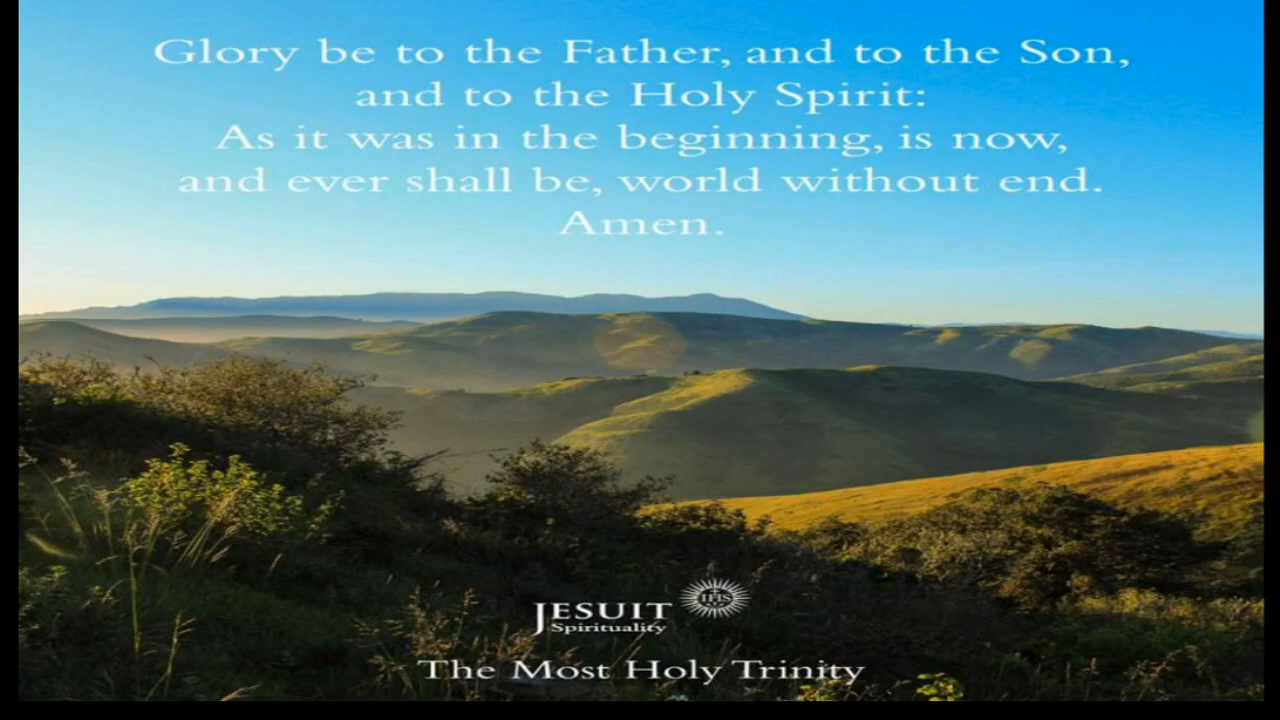 Glory be to the Father, and to the Son,
and to the Holy Spirit:
As it was in the beginning, is now,
and ever shall be, world without end.
Amen.
IHS
JESUIT
Spirituality
The Most Holy Trinity